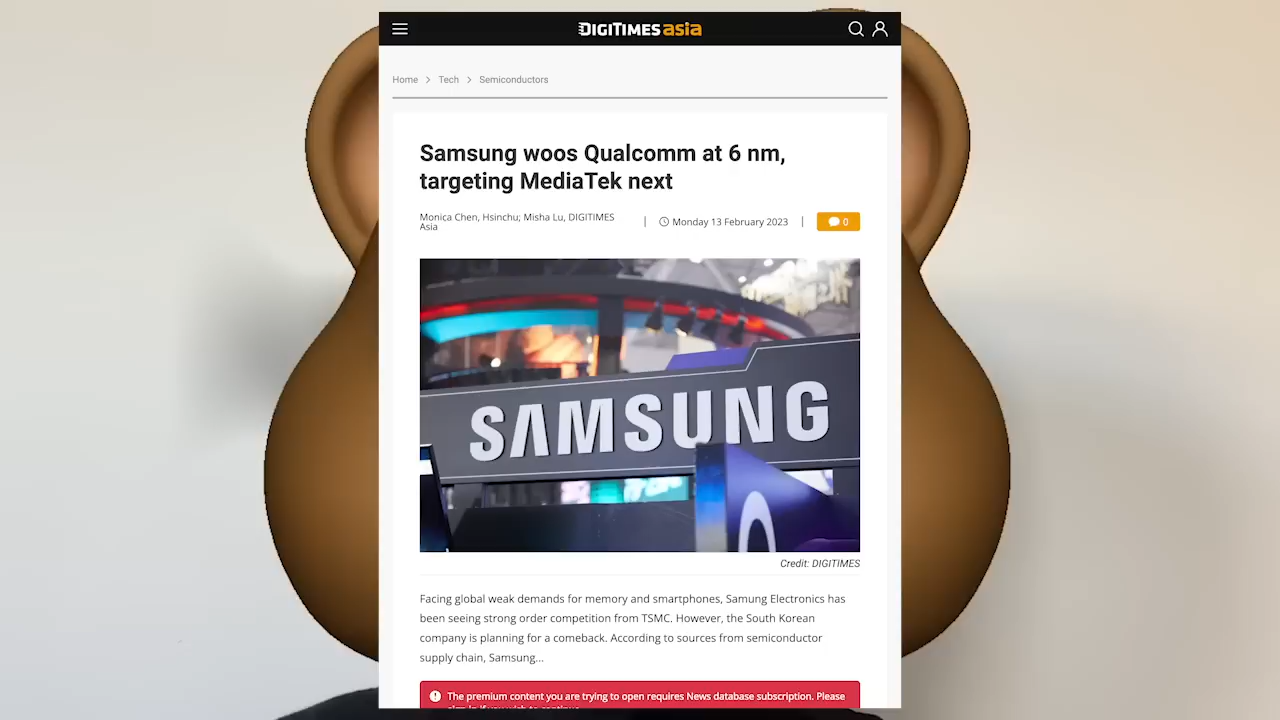 DIGITIMES asia
Home > Tech > Semiconductors
Samsung woos Qualcomm at 6 nm,
targeting MediaTek next
Monica Chen, Hsinchu; Misha Lu, DIGITIMES
Asia
| Monday 13 February 2023 | 0
SAMSUNG
Credit: DIGITIMES
Facing global weak demands for memory and smartphones, Samung Electronics has
been seeing strong order competition from TSMC. However, the South Korean
company is planning for a comeback. According to sources from semiconductor
supply chain, Samsung...
The premium content you are trying to open requires News database subscription. Please
sign in if you wish to continue